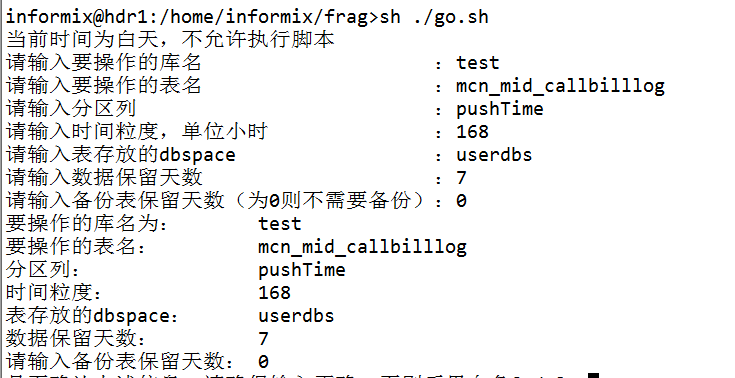 informix@hdr1:/home/informix/frag>sh ./go.sh
当前时间为白天，不允许执行脚本
请输入要操作的库名 ：test
请输入要操作的表名 ：mcn_mid_callbilllog
请输入分区列 ：pushTime
请输入时间粒度，单位小时 ：168
请输入表存放的dbspace ：userdbs
请输入数据保留天数 ：7
请输入备份表保留天数（为0则不需要备份）：0
要操作的库名为： test
要操作的表名： mcn_mid_callbilllog
分区列： pushTime
时间粒度： 168
表存放的dbspace： userdbs
数据保留天数： 7
请输入备份表保留天数： 0